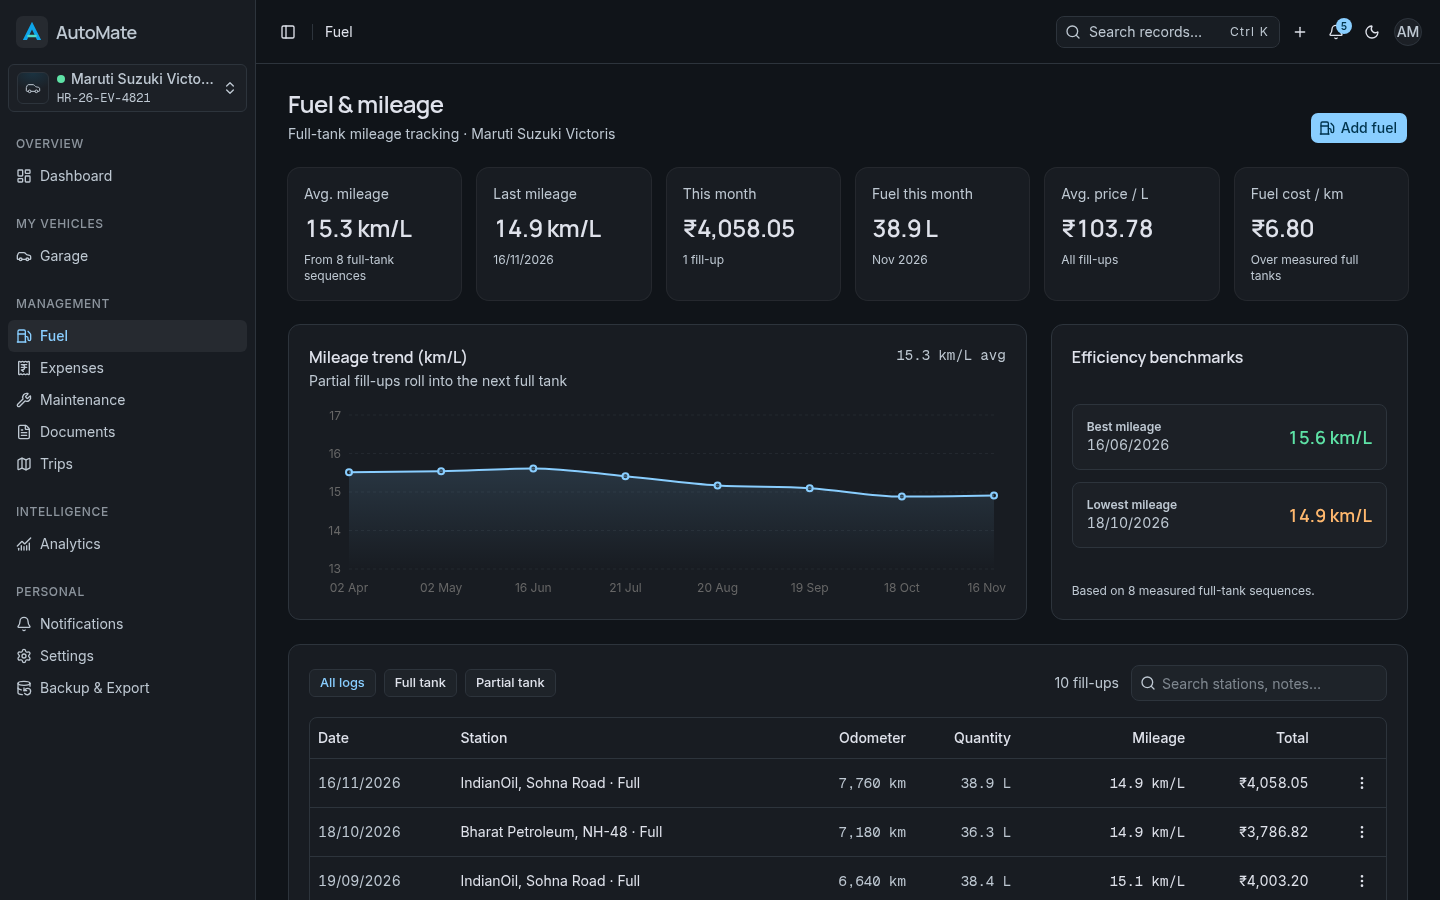 AutoMate
Maruti Suzuki Victo...
HR-26-EV-4821
OVERVIEW
Dashboard
MY VEHICLES
Garage
MANAGEMENT
Fuel
Expenses
Maintenance
Documents
Trips
INTELLIGENCE
Analytics
PERSONAL
Notifications
Settings
Backup & Export
Fuel
Search records... Ctrl K
5
AM
Fuel & mileage
Full-tank mileage tracking · Maruti Suzuki Victoris
Add fuel
Avg. mileage
15.3 km/L
From 8 full-tank
sequences
Last mileage
14.9 km/L
16/11/2026
This month
₹4,058.05
1 fill-up
Fuel this month
38.9 L
Nov 2026
Avg. price / L
₹103.78
All fill-ups
Fuel cost / km
₹6.80
Over measured full
tanks
Mileage trend (km/L)
15.3 km/L avg
Partial fill-ups roll into the next full tank
17
16
15
14
13
02 Apr 02 May 16 Jun 21 Jul 20 Aug 19 Sep 18 Oct 16 Nov
Efficiency benchmarks
Best mileage
16/06/2026
15.6 km/L
Lowest mileage
18/10/2026
14.9 km/L
Based on 8 measured full-tank sequences.
All logs Full tank Partial tank
10 fill-ups
Search stations, notes...
Date Station Odometer Quantity Mileage Total
16/11/2026 IndianOil, Sohna Road · Full 7,760 km 38.9 L 14.9 km/L ₹4,058.05
18/10/2026 Bharat Petroleum, NH-48 · Full 7,180 km 36.3 L 14.9 km/L ₹3,786.82
19/09/2026 IndianOil, Sohna Road · Full 6,640 km 38.4 L 15.1 km/L ₹4,003.20